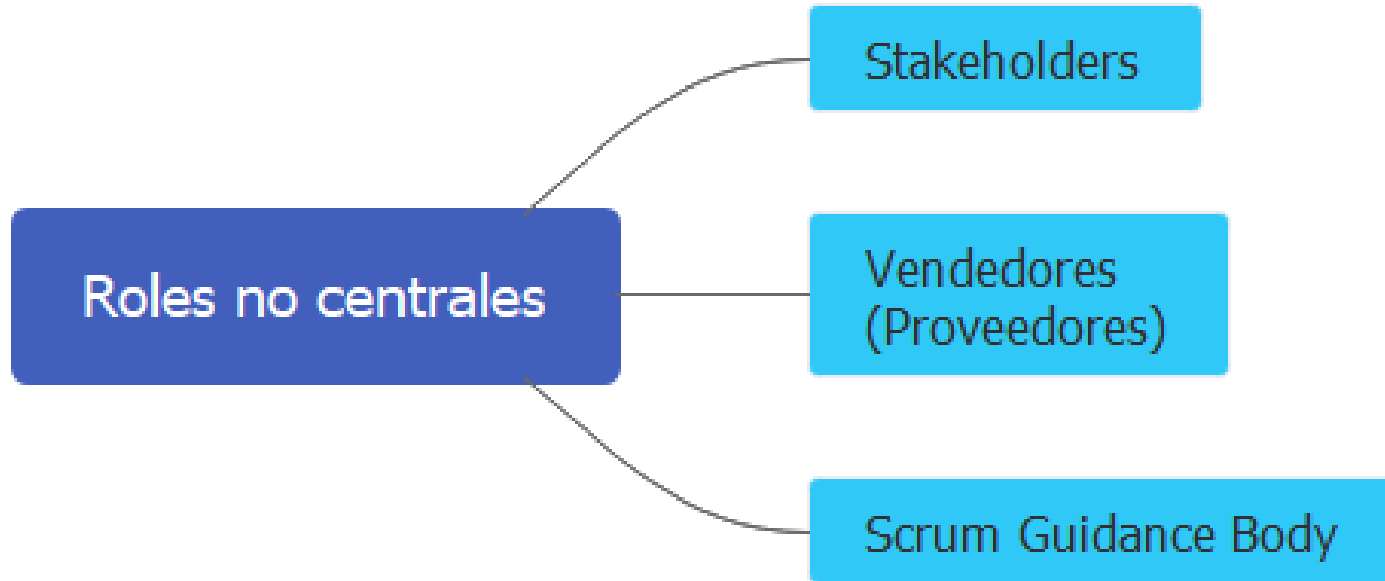 Stakeholders
Roles no centrales
Vendedores
(Proveedores)
Scrum Guidance Body